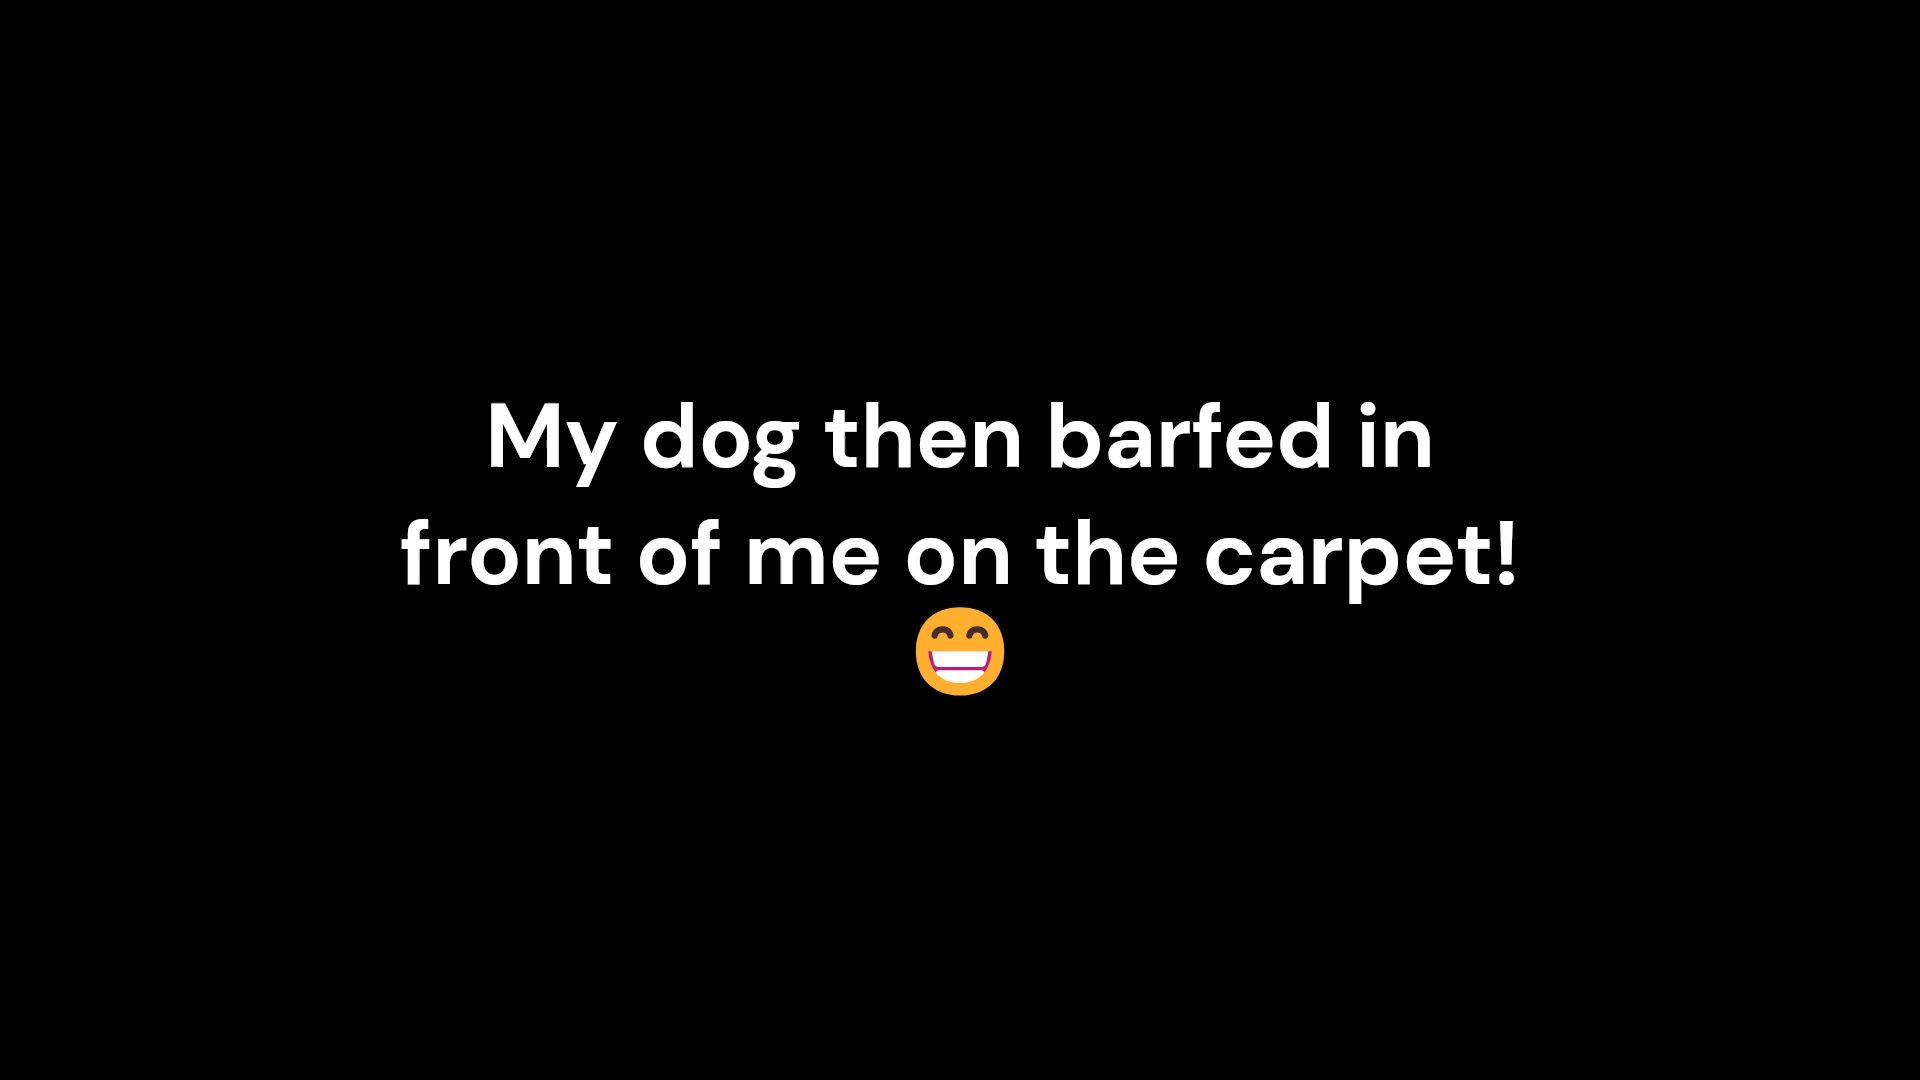 My dog then barfed in
front of me on the carpet!
😁